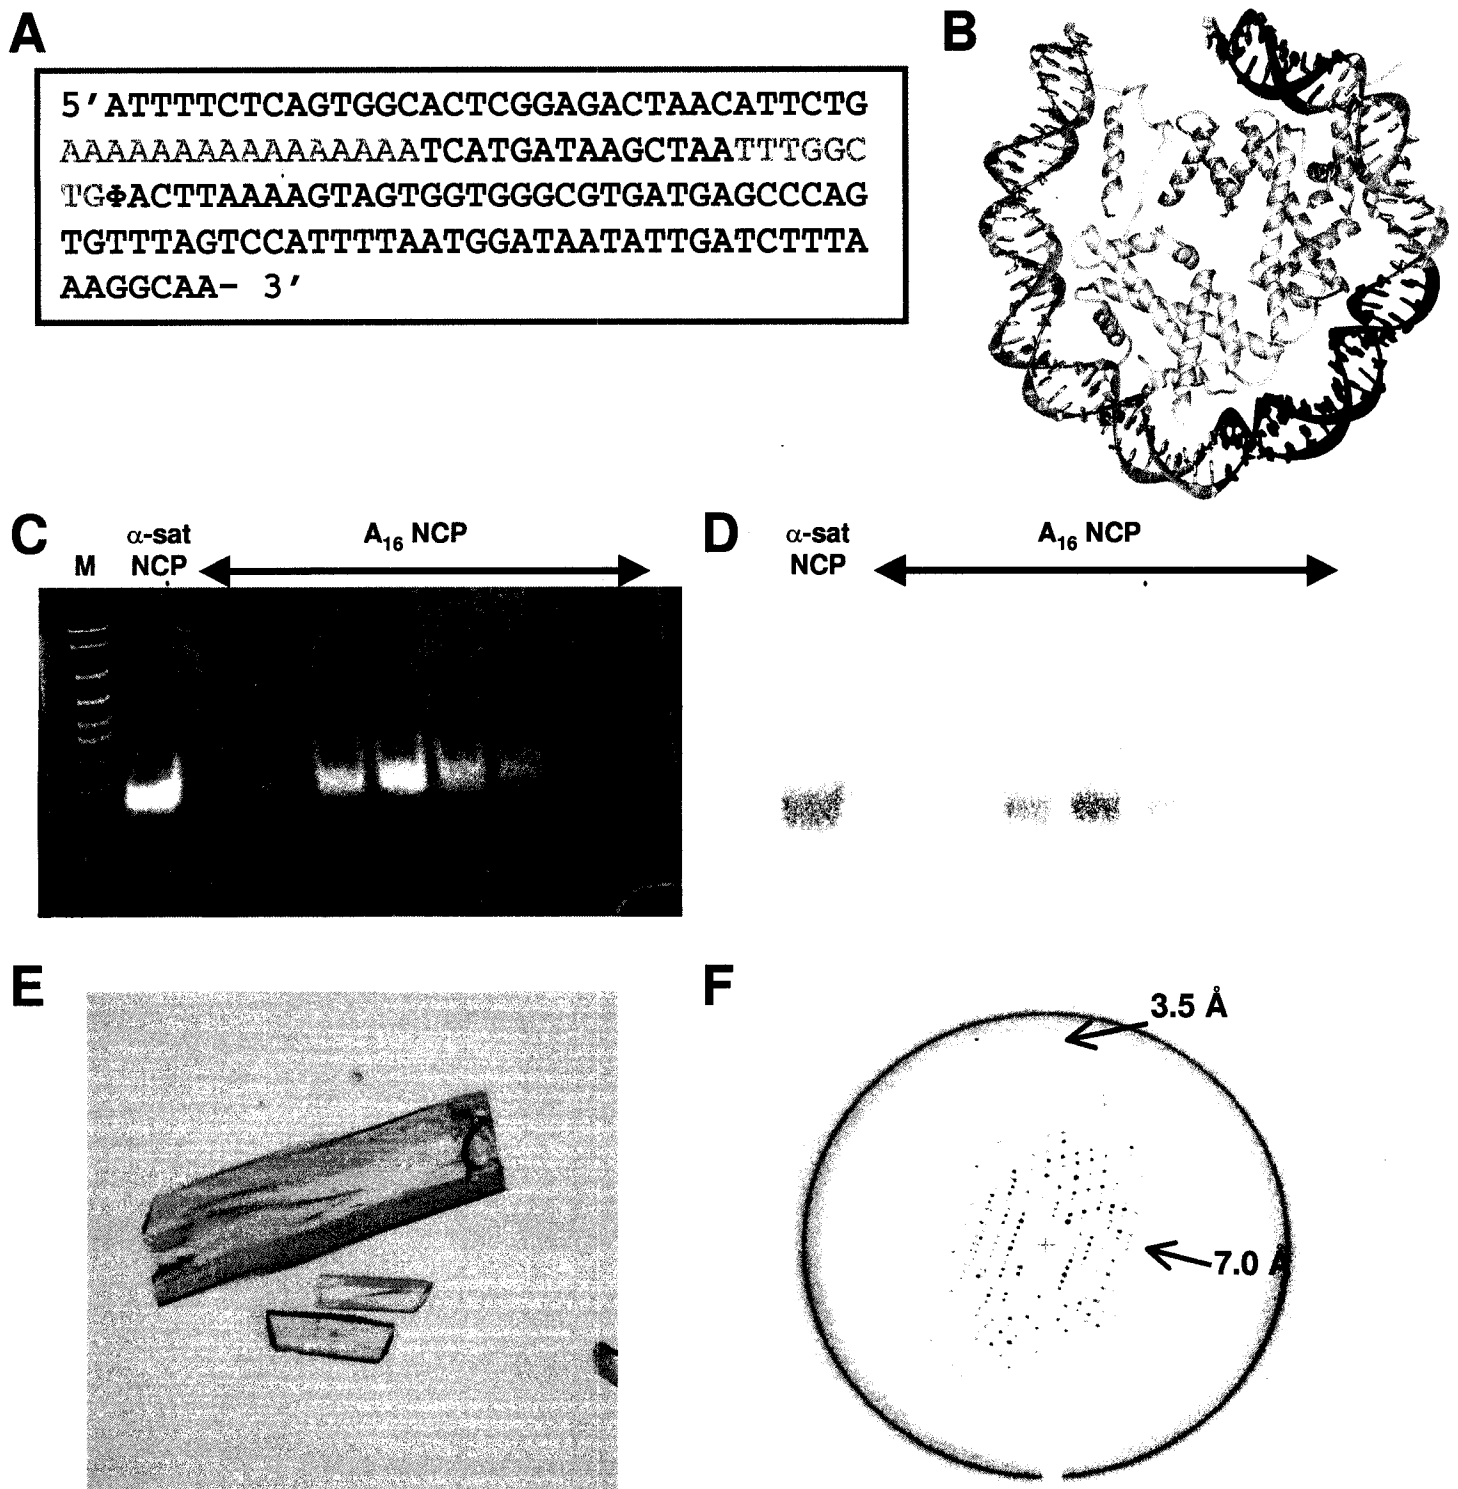 A
5′ATTTTCTCAGTGGCACTCGGAGACTAACATTCTG
AAAAAAAAAAAAAAAATCATGATAAGCTAATTTGGC
TGΦACTTAAAAGTAGTGGTGGGCGTGATGAGCCCAG
TGTTTAGTCCATTTTAATGGATAATATTGATCTTTA
AAGGCAA- 3′
B
C
M
α-sat
NCP
A16 NCP
D
α-sat
NCP
A16 NCP
E
F
3.5 Å
7.0 Å